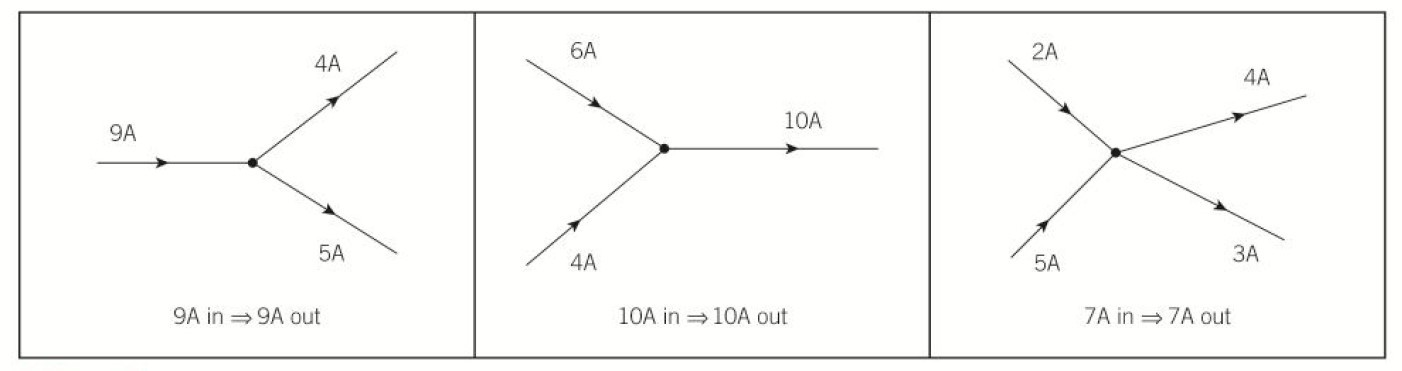 9A
4A
5A
9A in ⇒ 9A out
6A
4A
10A
10A in ⇒ 10A out
2A
5A
4A
3A
7A in ⇒ 7A out